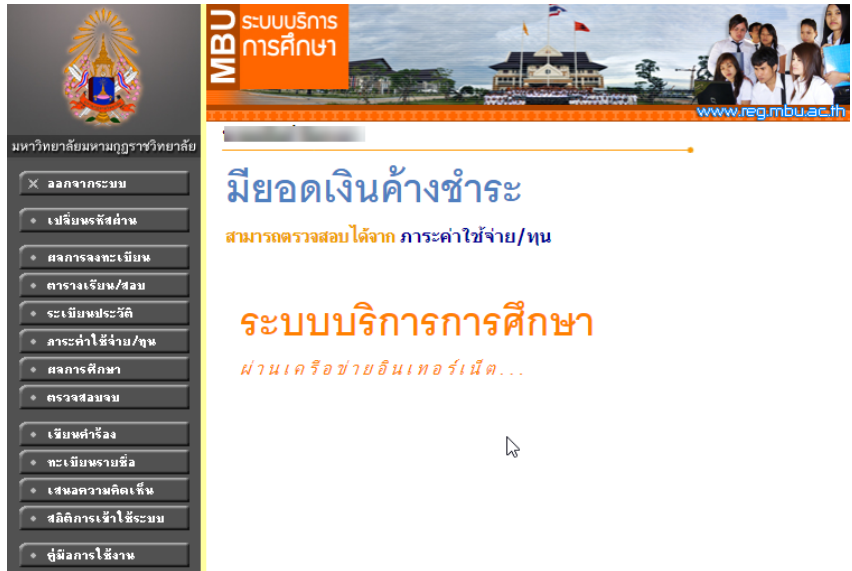 มหาวิทยาลัยมหามกุฏราชวิทยาลัย
ออกจากระบบ
เปลี่ยนรหัสผ่าน
ผลการลงทะเบียน
ตารางเรียน/สอบ
ระเบียนประวัติ
ภาระค่าใช้จ่าย/ทุน
ผลการศึกษา
ตรวจสอบจบ
เขียนคำร้อง
ทะเบียนรายชื่อ
เสนอความคิดเห็น
สถิติการเข้าใช้ระบบ
คู่มือการใช้งาน
MBU
ระบบบริการ
การศึกษา
www.reg.mbu.ac.th
มียอดเงินค้างชำระ
สามารถตรวจสอบได้จาก ภาระค่าใช้จ่าย/ทุน
ระบบบริการการศึกษา
ผ่านเครือข่ายอินเทอร์เน็ต...